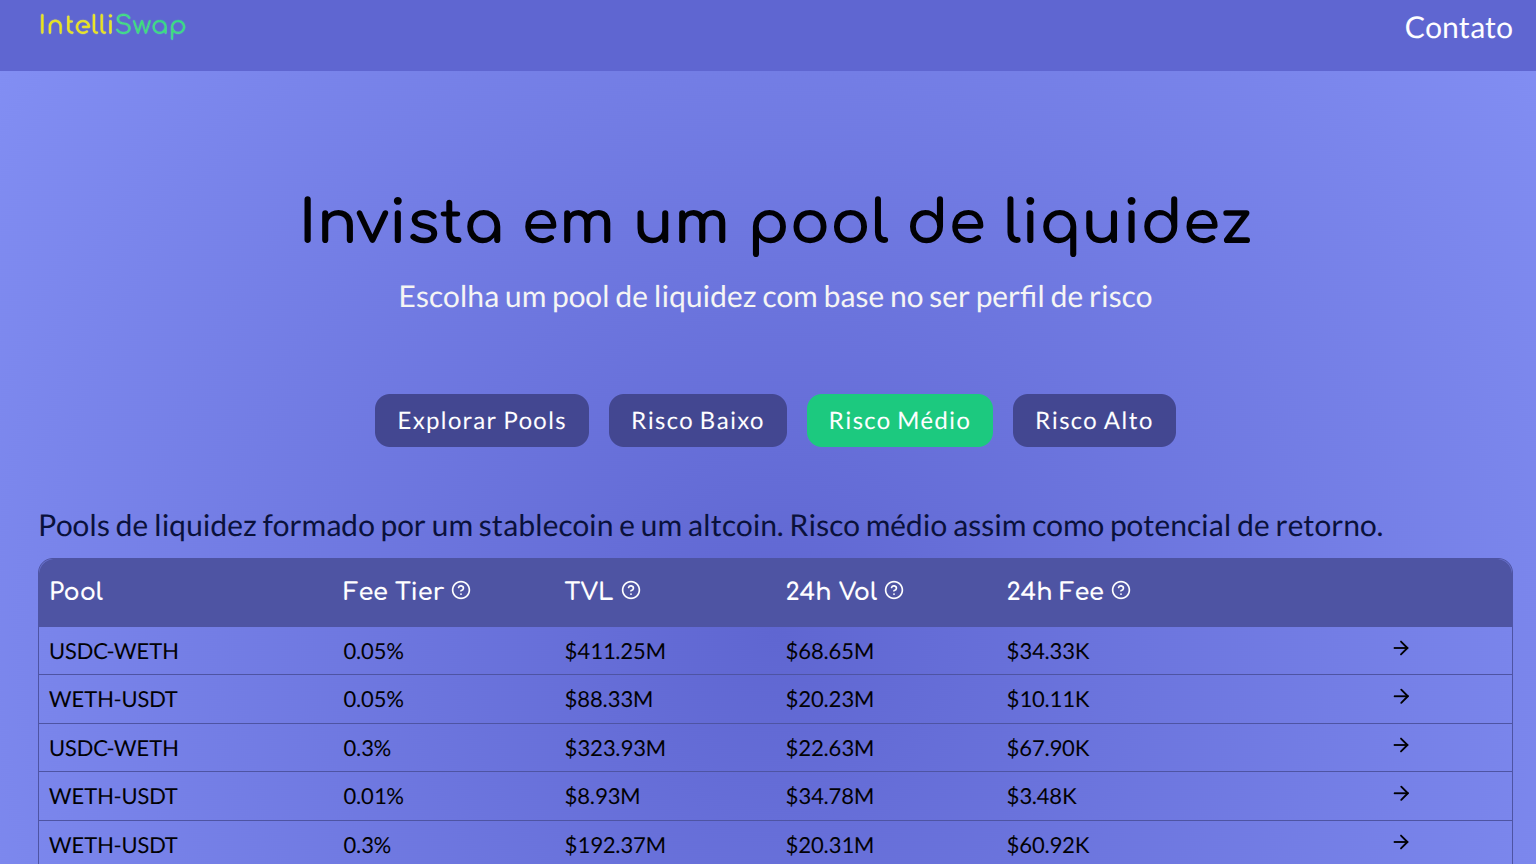 IntelliSwap
Contato
Invista em um pool de liquidez
Escolha um pool de liquidez com base no ser perfil de risco
Explorar Pools Risco Baixo Risco Médio Risco Alto
Pools de liquidez formado por um stablecoin e um altcoin. Risco médio assim como potencial de retorno.
Pool Fee Tier TVL 24h Vol 24h Fee
USDC-WETH 0.05% $411.25M $68.65M $34.33K
WETH-USDT 0.05% $88.33M $20.23M $10.11K
USDC-WETH 0.3% $323.93M $22.63M $67.90K
WETH-USDT 0.01% $8.93M $34.78M $3.48K
WETH-USDT 0.3% $192.37M $20.31M $60.92K